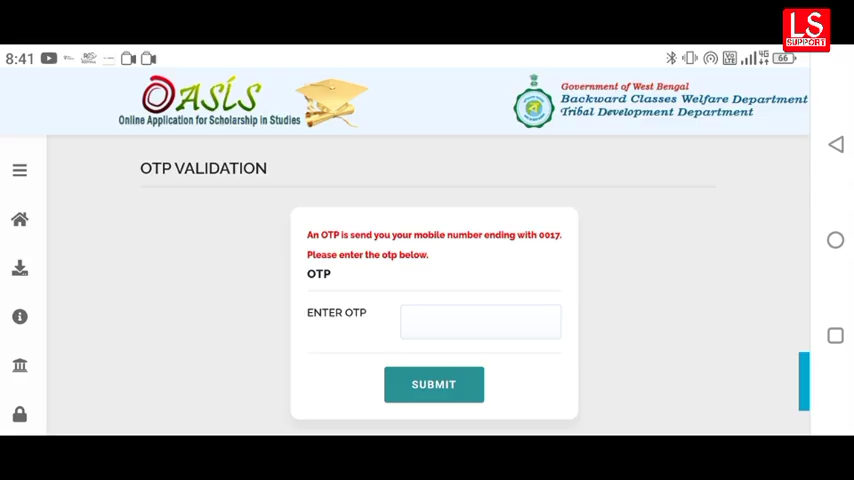 LS
SUPPORT
8:41
4G
66
OASIS
Online Application for Scholarship in Studies
Government of West Bengal
Backward Classes Welfare Department
Tribal Development Department
OTP VALIDATION
An OTP is send you your mobile number ending with 0017.
Please enter the otp below.
OTP
ENTER OTP
SUBMIT